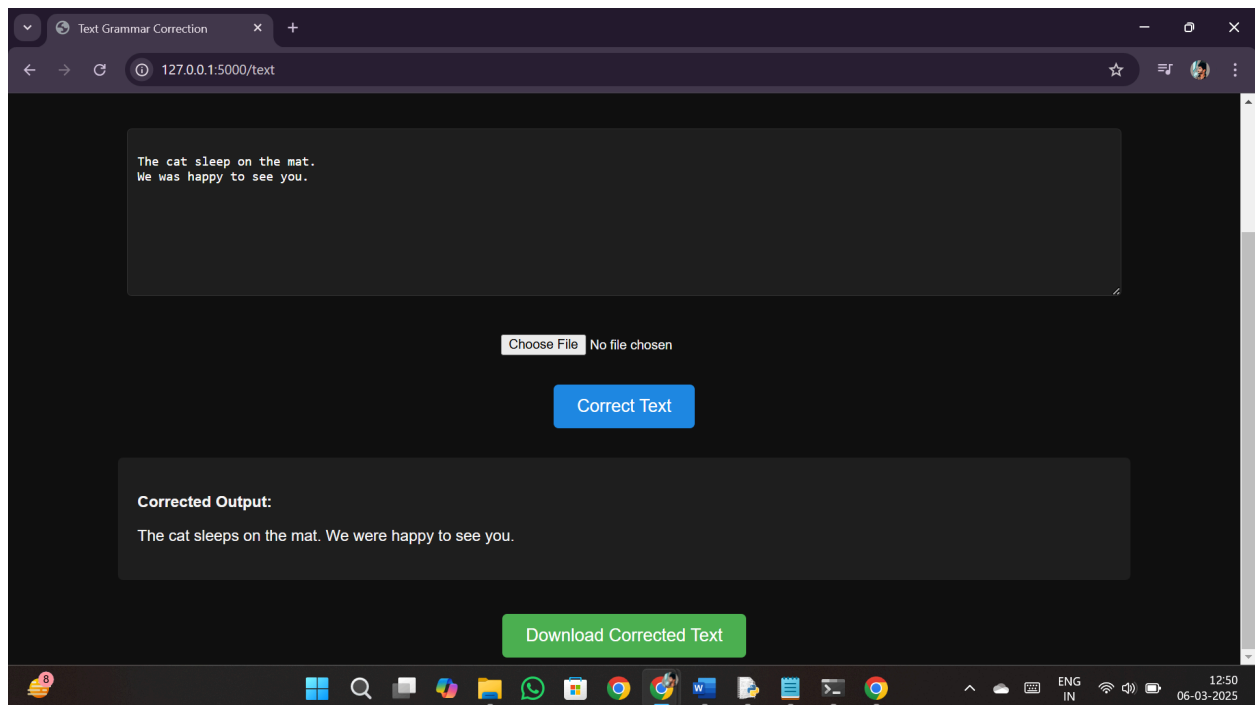 Text Grammar Correction
127.0.0.1:5000/text
The cat sleep on the mat.
We was happy to see you.
Choose File No file chosen
Correct Text
Corrected Output:
The cat sleeps on the mat. We were happy to see you.
Download Corrected Text
8
W
ENG
IN
12:50
06-03-2025